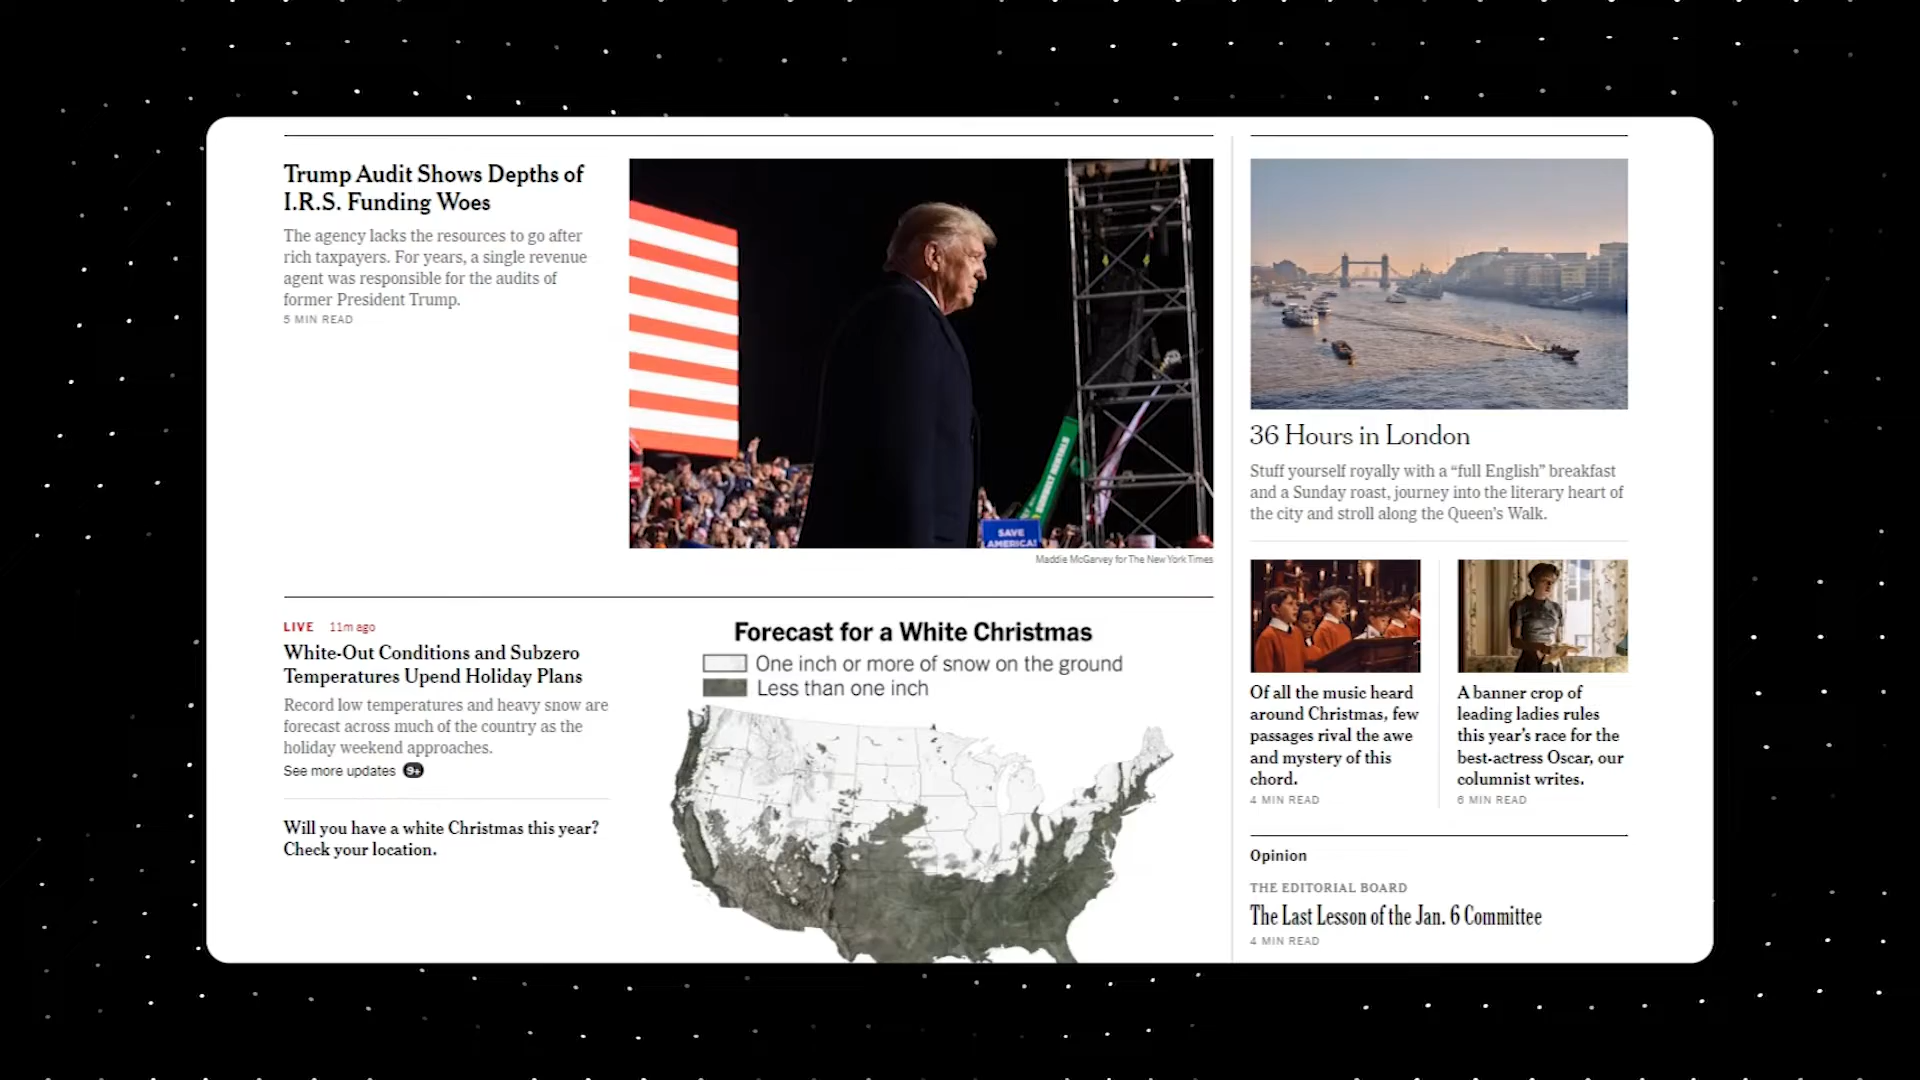 Trump Audit Shows Depths of
I.R.S. Funding Woes
The agency lacks the resources to go after
rich taxpayers. For years, a single revenue
agent was responsible for the audits of
former President Trump.
5 MIN READ
SUNBELT RENTALS
SAVE
AMERICA!
Maddie McGarvey for The New York Times
LIVE 11m ago
White-Out Conditions and Subzero
Temperatures Upend Holiday Plans
Record low temperatures and heavy snow are
forecast across much of the country as the
holiday weekend approaches.
See more updates 9+
Will you have a white Christmas this year?
Check your location.
Forecast for a White Christmas
One inch or more of snow on the ground
Less than one inch
36 Hours in London
Stuff yourself royally with a “full English” breakfast
and a Sunday roast, journey into the literary heart of
the city and stroll along the Queen’s Walk.
Of all the music heard
around Christmas, few
passages rival the awe
and mystery of this
chord.
4 MIN READ
A banner crop of
leading ladies rules
this year’s race for the
best-actress Oscar, our
columnist writes.
6 MIN READ
Opinion
THE EDITORIAL BOARD
The Last Lesson of the Jan. 6 Committee
4 MIN READ